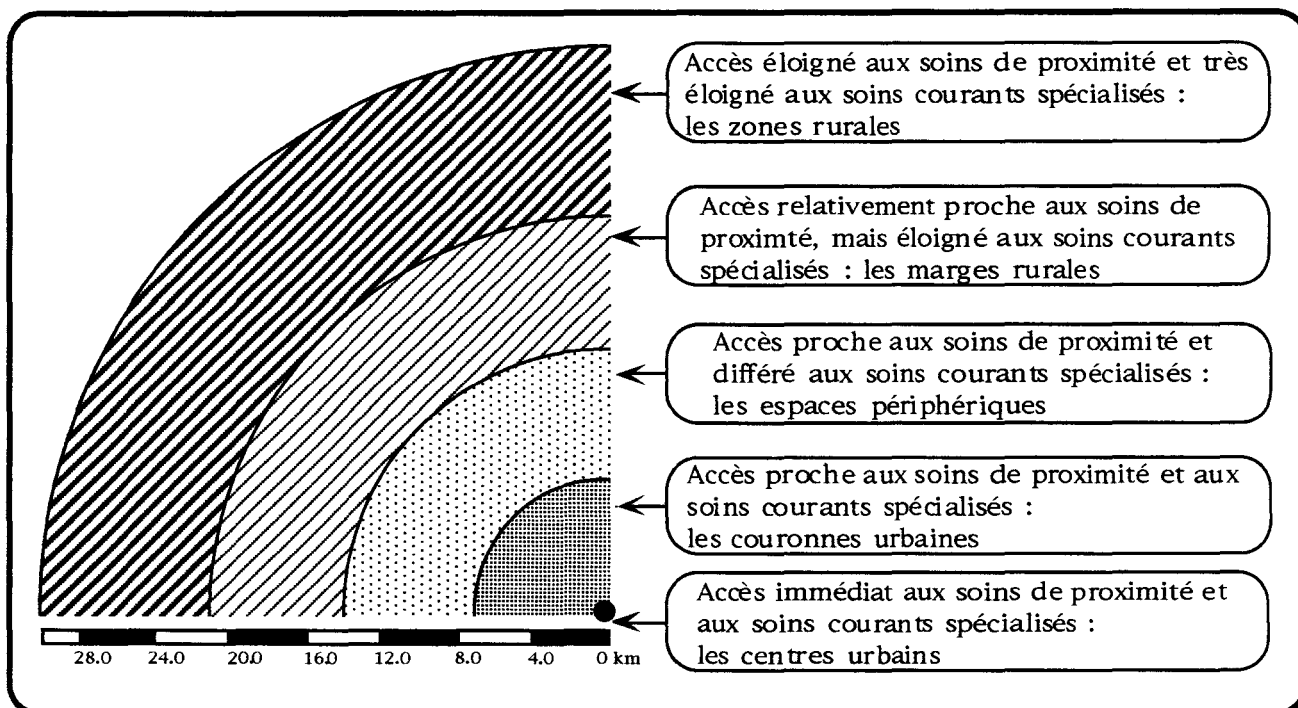 Accès éloigné aux soins de proximité et très
éloigné aux soins courants spécialisés :
les zones rurales
Accès relativement proche aux soins de
proximté, mais éloigné aux soins courants
spécialisés : les marges rurales
Accès proche aux soins de proximité et
différé aux soins courants spécialisés :
les espaces périphériques
Accès proche aux soins de proximité et aux
soins courants spécialisés :
les couronnes urbaines
Accès immédiat aux soins de proximité et
aux soins courants spécialisés :
les centres urbains
28.0 24.0 20.0 16.0 12.0 8.0 4.0 0 km